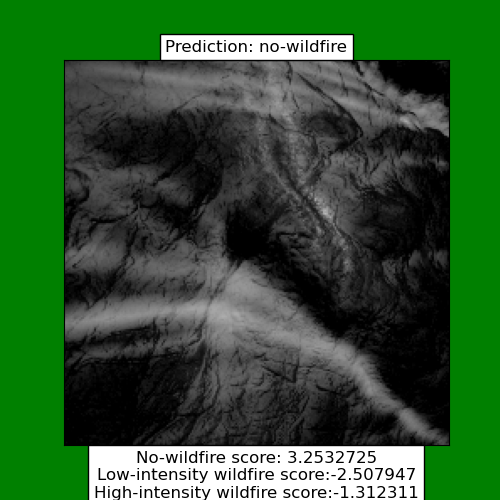 Prediction: no-wildfire
No-wildfire score: 3.2532725
Low-intensity wildfire score:-2.507947
High-intensity wildfire score:-1.312311